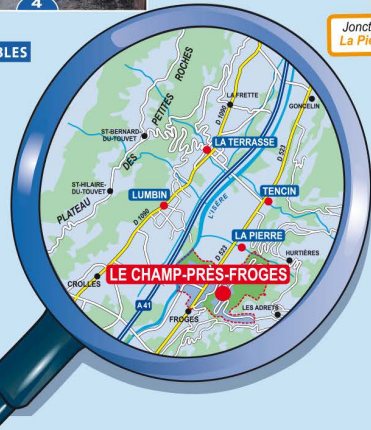 4
BLES
Jonct
La Pie
ROCHES
PETITES
DES
PLATEAU
LA FRETTE
D 1090
GONCELIN
ST-BERNARD-
DU-TOUVET
LA TERRASSE
D 523
ST-HILAIRE-
DU-TOUVET
LUMBIN
TENCIN
L'ISÈRE
D 1090
LA PIERRE
D 523
HURTIÈRES
CROLLES
LE CHAMP-PRÈS-FROGES
A 41
LES ADRETS
FROGES